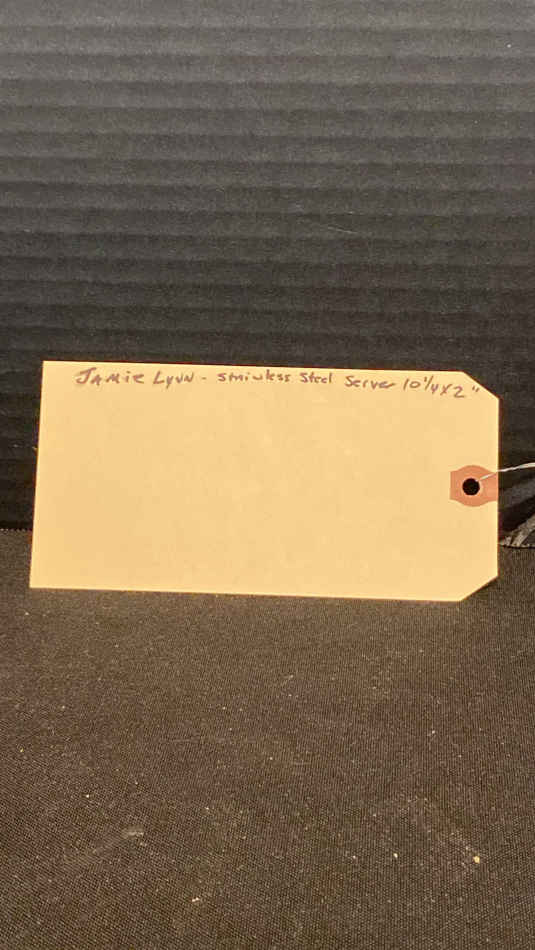 Jamie Lynn - Stainless Steel Server 10 1/4 x 2"